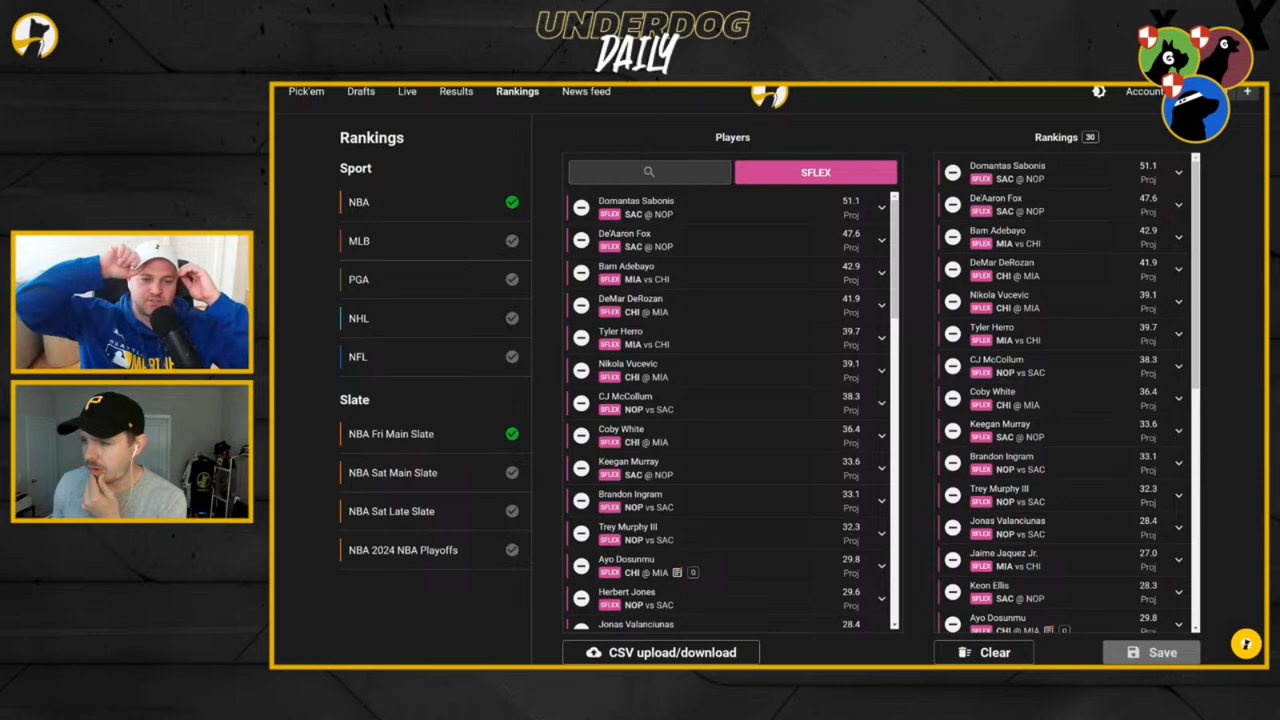 UNDERDOG
DAILY
Pick'em
Drafts
Live
Results
Rankings
News feed
Account
+
Rankings
Sport
NBA
MLB
PGA
NHL
NFL
Slate
NBA Fri Main Slate
NBA Sat Main Slate
NBA Sat Late Slate
NBA 2024 NBA Playoffs
Players
SFLEX
Domantas Sabonis 51.1
SFLEX SAC @ NOP Proj
De'Aaron Fox 47.6
SFLEX SAC @ NOP Proj
Bam Adebayo 42.9
SFLEX MIA vs CHI Proj
DeMar DeRozan 41.9
SFLEX CHI @ MIA Proj
Tyler Herro 39.7
SFLEX MIA vs CHI Proj
Nikola Vucevic 39.1
SFLEX CHI @ MIA Proj
CJ McCollum 38.3
SFLEX NOP vs SAC Proj
Coby White 36.4
SFLEX CHI @ MIA Proj
Keegan Murray 33.6
SFLEX SAC @ NOP Proj
Brandon Ingram 33.1
SFLEX NOP vs SAC Proj
Trey Murphy III 32.3
SFLEX NOP vs SAC Proj
Ayo Dosunmu 29.8
SFLEX CHI @ MIA Q Proj
Herbert Jones 29.6
SFLEX NOP vs SAC Proj
Jonas Valanciunas 28.4
CSV upload/download
Rankings 30
Domantas Sabonis 51.1
SFLEX SAC @ NOP Proj
De'Aaron Fox 47.6
SFLEX SAC @ NOP Proj
Bam Adebayo 42.9
SFLEX MIA vs CHI Proj
DeMar DeRozan 41.9
SFLEX CHI @ MIA Proj
Nikola Vucevic 39.1
SFLEX CHI @ MIA Proj
Tyler Herro 39.7
SFLEX MIA vs CHI Proj
CJ McCollum 38.3
SFLEX NOP vs SAC Proj
Coby White 36.4
SFLEX CHI @ MIA Proj
Keegan Murray 33.6
SFLEX SAC @ NOP Proj
Brandon Ingram 33.1
SFLEX NOP vs SAC Proj
Trey Murphy III 32.3
SFLEX NOP vs SAC Proj
Jonas Valanciunas 28.4
SFLEX NOP vs SAC Proj
Jaime Jaquez Jr. 27.0
SFLEX MIA vs CHI Proj
Keon Ellis 28.3
SFLEX SAC @ NOP Proj
Ayo Dosunmu 29.8
SFLEX CHI @ MIA Q Proj
Clear
Save
G
G
P